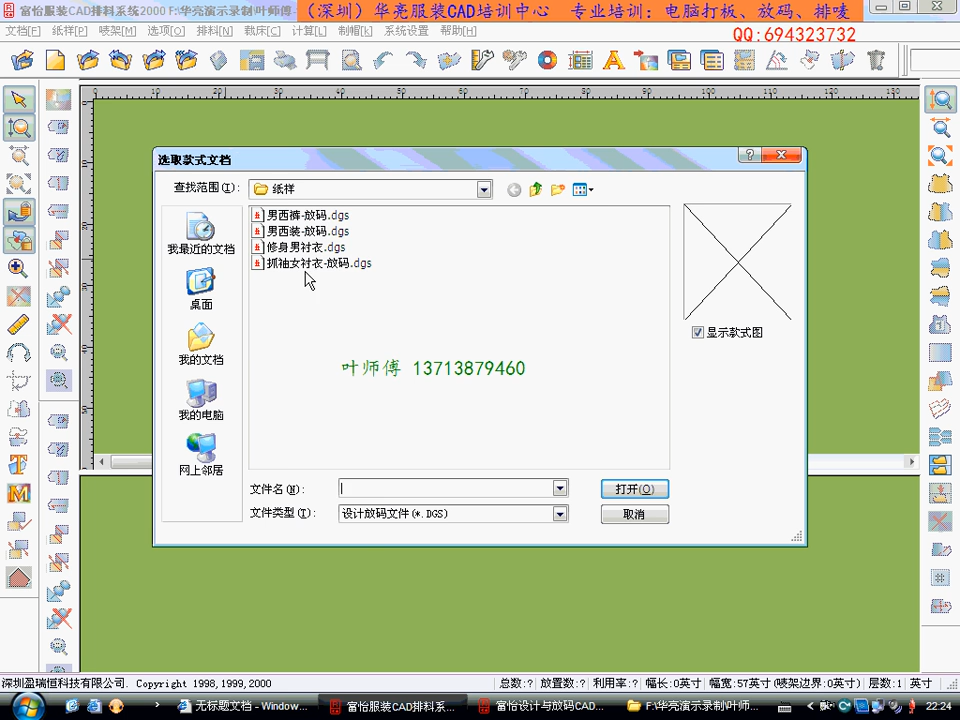 富怡服装CAD排料系统2000 F:\华亮演示录制\叶师傅
(深圳) 华亮服装CAD培训中心 专业培训: 电脑打板、放码、排唛
文档[F] 纸样[P] 唛架[M] 选项[O] 排料[N] 裁床[C] 计算[L] 制帽[k] 系统设置 帮助[H]
QQ:694323732
选取款式文档
查找范围(I):
纸样
我最近的文档
桌面
我的文档
我的电脑
网上邻居
男西裤-放码.dgs
男西装-放码.dgs
修身男衬衣.dgs
抓袖女衬衣-放码.dgs
显示款式图
叶师傅 13713879460
文件名(N):
打开(O)
文件类型(T):
设计放码文件(*.DGS)
取消
深圳盈瑞恒科技有限公司. Copyright 1998,1999,2000
总数:? 放置数:? 利用率:? 幅长:0英寸 幅宽:57英寸(唛架边界:0英寸) 层数:1 英寸
无标题文档 - Window...
富怡服装CAD排料系...
富怡设计与放码CAD...
F:\华亮演示录制\叶师...
22:24